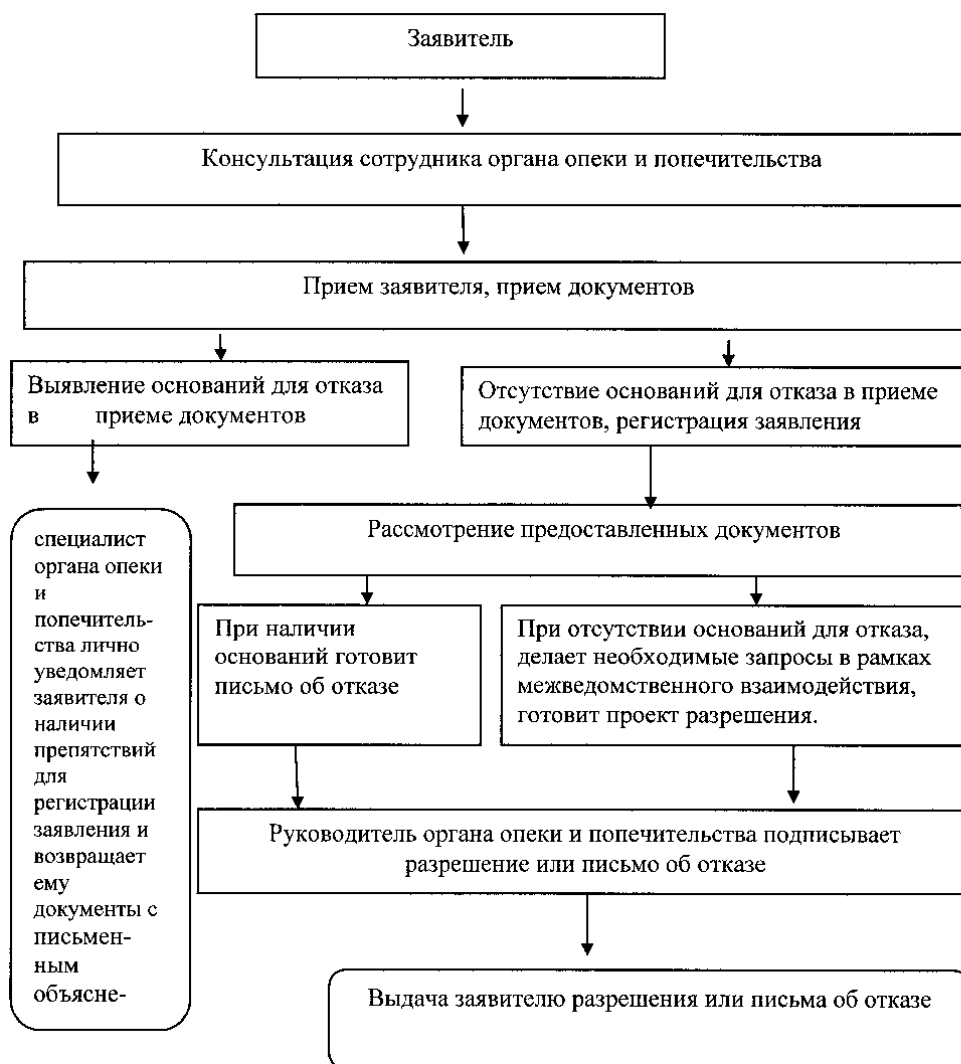 Заявитель
Консультация сотрудника органа опеки и попечительства
Прием заявителя, прием документов
Выявление оснований для отказа
в приеме документов
Отсутствие оснований для отказа в приеме
документов, регистрация заявления
специалист
органа опеки
и
попечитель-
ства лично
уведомляет
заявителя о
наличии
препятствий
для
регистрации
заявления и
возвращает
ему
документы с
письмен-
ным
объясне-
Рассмотрение предоставленных документов
При наличии
оснований готовит
письмо об отказе
При отсутствии оснований для отказа,
делает необходимые запросы в рамках
межведомственного взаимодействия,
готовит проект разрешения.
Руководитель органа опеки и попечительства подписывает
разрешение или письмо об отказе
Выдача заявителю разрешения или письма об отказе